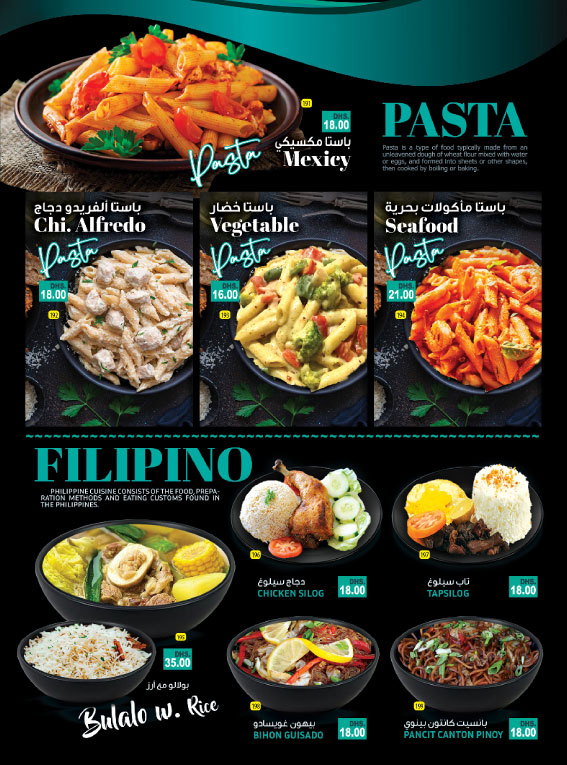 191
DHS.
18.00
باستا مكسيكي
Pasta Mexicy
PASTA
Pasta is a type of food typically made from an
unleavened dough of wheat flour mixed with water
or eggs, and formed into sheets or other shapes,
then cooked by boiling or baking.
باستا ألفريدو دجاج
Chi. Alfredo
Pasta
DHS.
18.00
192
باستا خضار
Vegetable
Pasta
DHS.
16.00
193
باستا مأكولات بحرية
Seafood
Pasta
DHS.
21.00
194
FILIPINO
PHILIPPINE CUISINE CONSISTS OF THE FOOD, PREPA-
RATION METHODS AND EATING CUSTOMS FOUND IN
THE PHILIPPINES.
195
DHS.
35.00
بولالو مع أرز
Bulalo w. Rice
196
دجاج سيلوغ
CHICKEN SILOG
DHS.
18.00
197
تاب سيلوغ
TAPSILOG
DHS.
18.00
198
بيهون غويسادو
BIHON GUISADO
DHS.
18.00
199
بانسيت كانتون بينوي
PANCIT CANTON PINOY
DHS.
18.00